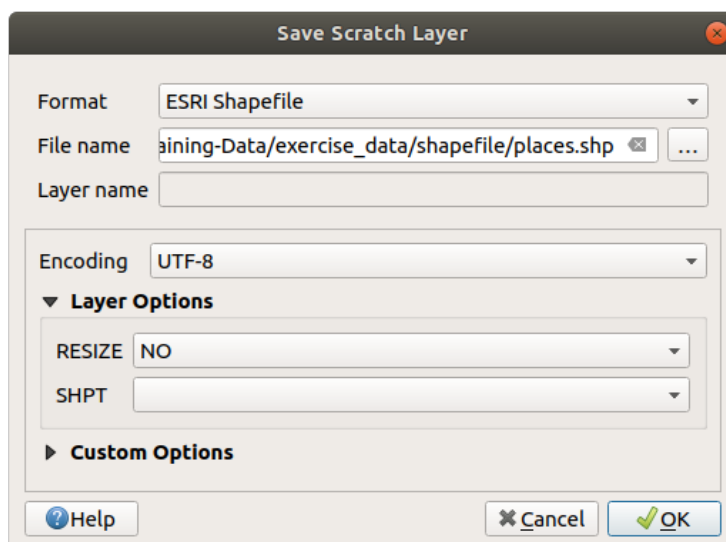 Save Scratch Layer
Format ESRI Shapefile
File name aining-Data/exercise_data/shapefile/places.shp ...
Layer name
Encoding UTF-8
Layer Options
RESIZE NO
SHPT
Custom Options
Help Cancel OK